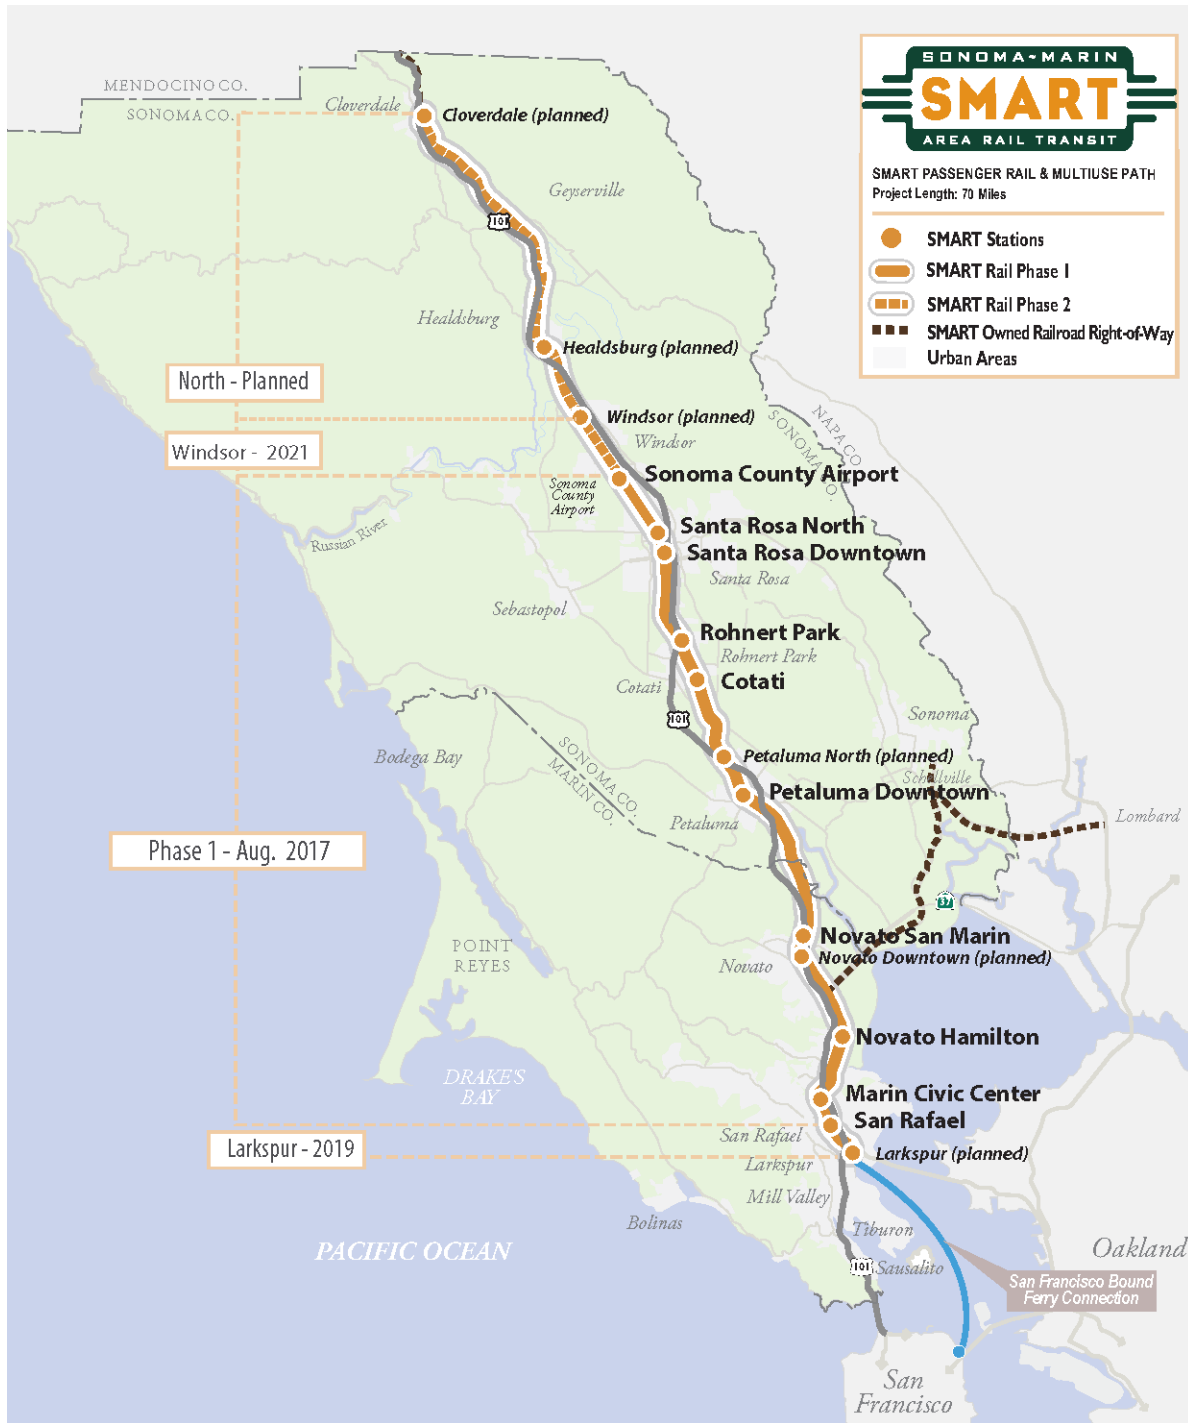 SONOMA~MARIN
SMART
AREA RAIL TRANSIT
SMART PASSENGER RAIL & MULTIUSE PATH
Project Length: 70 Miles
SMART Stations
SMART Rail Phase 1
SMART Rail Phase 2
SMART Owned Railroad Right-of-Way
Urban Areas
MENDOCINO CO.
SONOMA CO.
Cloverdale
Cloverdale (planned)
Geyserville
101
Healdsburg
Healdsburg (planned)
North - Planned
Windsor (planned)
Windsor
NAPA CO.
SONOMA CO.
Windsor - 2021
Sonoma County Airport
Sonoma
County
Airport
Russian River
Santa Rosa North
Santa Rosa Downtown
Santa Rosa
Sebastopol
Rohnert Park
Rohnert Park
Cotati
Cotati
101
Sonoma
SONOMA CO.
MARIN CO.
Bodega Bay
Petaluma North (planned)
Schellville
Petaluma Downtown
Petaluma
Lombard
Phase 1 - Aug. 2017
37
POINT
REYES
Novato San Marin
Novato
Novato Downtown (planned)
Novato Hamilton
DRAKE'S
BAY
Marin Civic Center
San Rafael
San Rafael
Larkspur - 2019
Larkspur (planned)
Larkspur
Mill Valley
Bolinas
Tiburon
PACIFIC OCEAN
Oakland
101
Sausalito
San Francisco Bound
Ferry Connection
San
Francisco